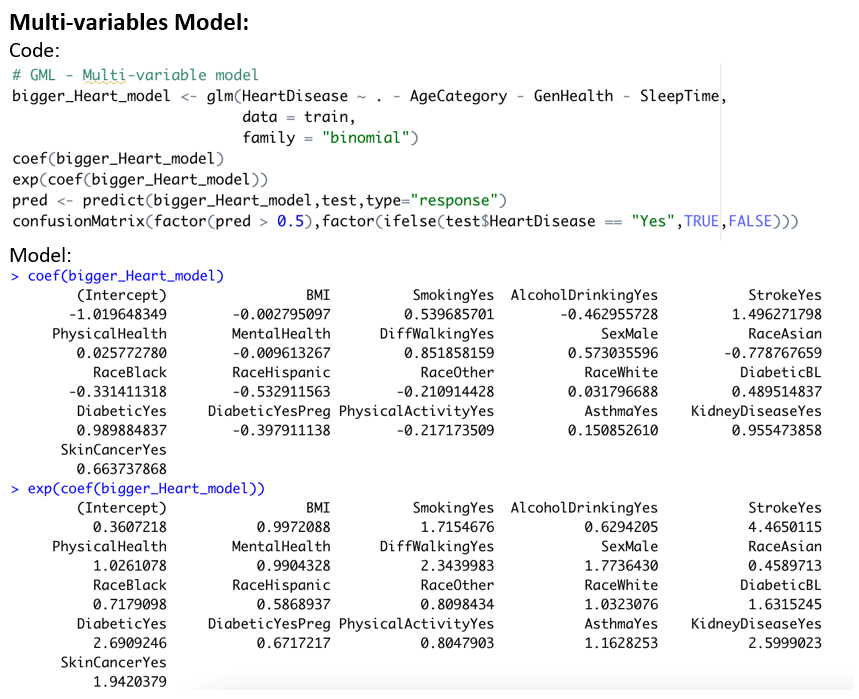 Multi-variables Model:
Code:
# GML - Multi-variable model
bigger_Heart_model <- glm(HeartDisease ~ . - AgeCategory - GenHealth - SleepTime,
data = train,
family = "binomial")
coef(bigger_Heart_model)
exp(coef(bigger_Heart_model))
pred <- predict(bigger_Heart_model,test,type="response")
confusionMatrix(factor(pred > 0.5),factor(ifelse(test$HeartDisease == "Yes",TRUE,FALSE)))
Model:
> coef(bigger_Heart_model)
(Intercept) BMI SmokingYes AlcoholDrinkingYes StrokeYes
-1.019648349 -0.002795097 0.539685701 -0.462955728 1.496271798
PhysicalHealth MentalHealth DiffWalkingYes SexMale RaceAsian
0.025772780 -0.009613267 0.851858159 0.573035596 -0.778767659
RaceBlack RaceHispanic RaceOther RaceWhite DiabeticBL
-0.331411318 -0.532911563 -0.210914428 0.031796688 0.489514837
DiabeticYes DiabeticYesPreg PhysicalActivityYes AsthmaYes KidneyDiseaseYes
0.989884837 -0.397911138 -0.217173509 0.150852610 0.955473858
SkinCancerYes
0.663737868
> exp(coef(bigger_Heart_model))
(Intercept) BMI SmokingYes AlcoholDrinkingYes StrokeYes
0.3607218 0.9972088 1.7154676 0.6294205 4.4650115
PhysicalHealth MentalHealth DiffWalkingYes SexMale RaceAsian
1.0261078 0.9904328 2.3439983 1.7736430 0.4589713
RaceBlack RaceHispanic RaceOther RaceWhite DiabeticBL
0.7179098 0.5868937 0.8098434 1.0323076 1.6315245
DiabeticYes DiabeticYesPreg PhysicalActivityYes AsthmaYes KidneyDiseaseYes
2.6909246 0.6717217 0.8047903 1.1628253 2.5999023
SkinCancerYes
1.9420379